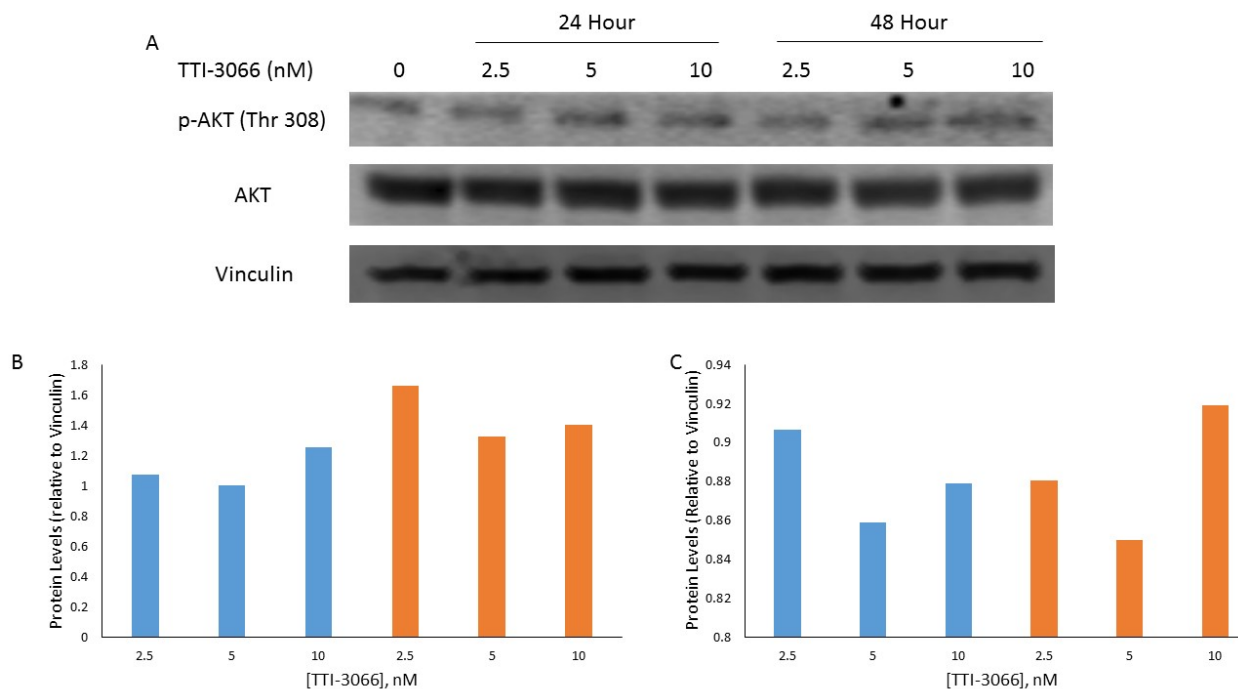 A
24 Hour 48 Hour
TTI-3066 (nM) 0 2.5 5 10 2.5 5 10
p-AKT (Thr 308)
AKT
Vinculin
B
Protein Levels (relative to Vinculin)
1.8
1.6
1.4
1.2
1
0.8
0.6
0.4
0.2
0
2.5 5 10 2.5 5 10
[TTI-3066], nM
C
Protein Levels (Relative to Vinculin)
0.94
0.92
0.9
0.88
0.86
0.84
0.82
0.8
2.5 5 10 2.5 5 10
[TTI-3066], nM